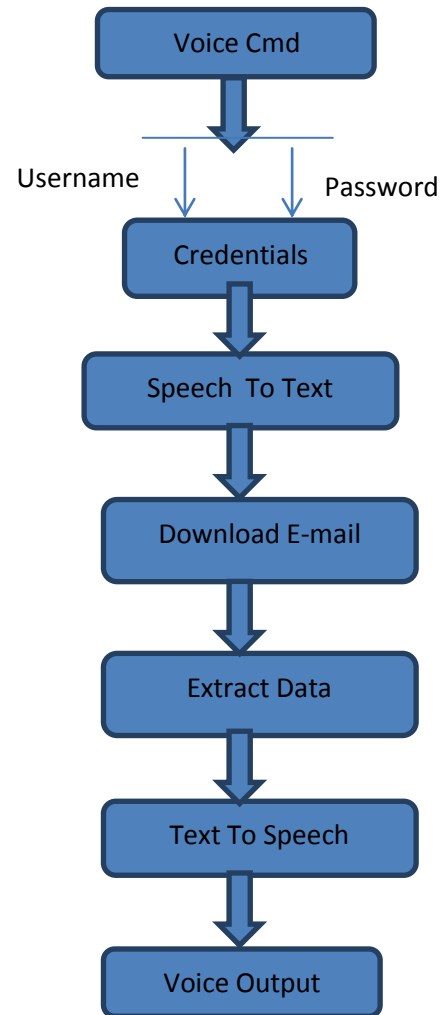 Voice Cmd
Username
Password
Credentials
Speech To Text
Download E-mail
Extract Data
Text To Speech
Voice Output